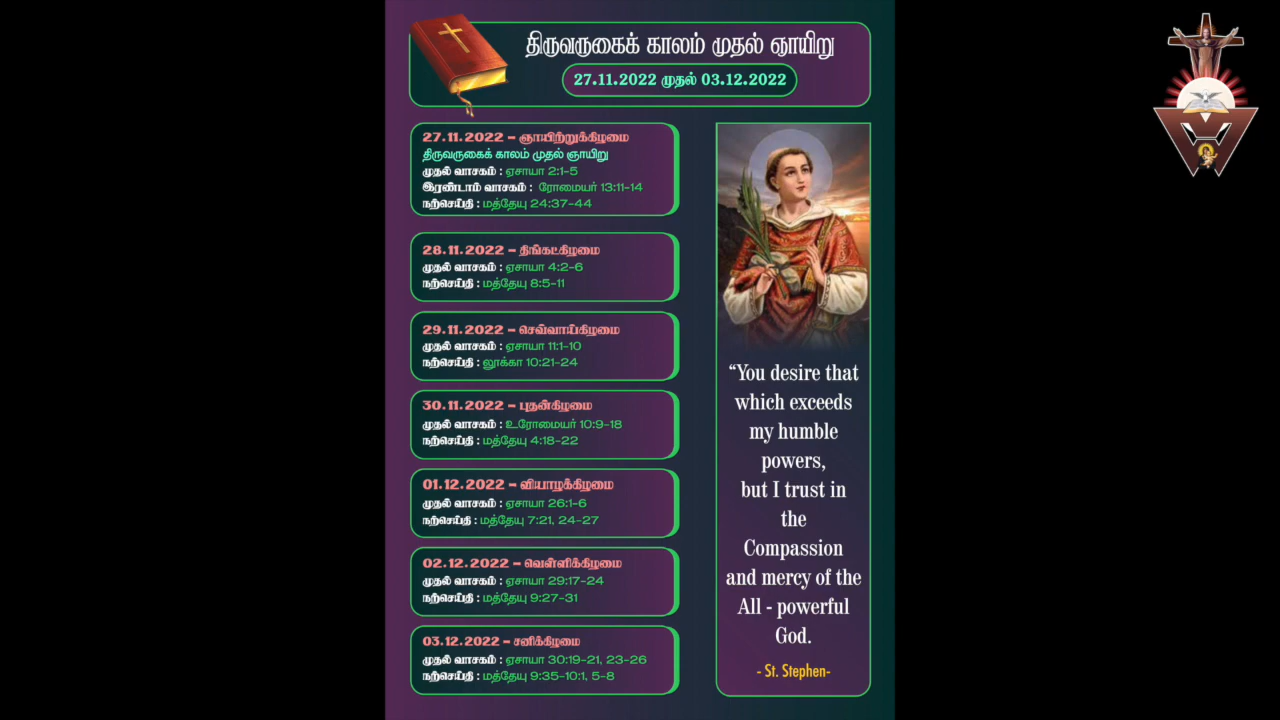 திருவருகைக் காலம் முதல் ஞாயிறு
27.11.2022 முதல் 03.12.2022
27.11.2022 – ஞாயிற்றுக்கிழமை
திருவருகைக் காலம் முதல் ஞாயிறு
முதல் வாசகம் : ஏசாயா 2:1-5
இரண்டாம் வாசகம் : ரோமையர் 13:11-14
நற்செய்தி : மத்தேயு 24:37-44
28.11.2022 – திங்கட்கிழமை
முதல் வாசகம் : ஏசாயா 4:2-6
நற்செய்தி : மத்தேயு 8:5-11
29.11.2022 – செவ்வாய்கிழமை
முதல் வாசகம் : ஏசாயா 11:1-10
நற்செய்தி : லூக்கா 10:21-24
30.11.2022 – புதன்கிழமை
முதல் வாசகம் : உரோமையர் 10:9-18
நற்செய்தி : மத்தேயு 4:18-22
01.12.2022 – வியாழக்கிழமை
முதல் வாசகம் : ஏசாயா 26:1-6
நற்செய்தி : மத்தேயு 7:21, 24-27
02.12.2022 – வெள்ளிக்கிழமை
முதல் வாசகம் : ஏசாயா 29:17-24
நற்செய்தி : மத்தேயு 9:27-31
03.12.2022 – சனிக்கிழமை
முதல் வாசகம் : ஏசாயா 30:19-21, 23-26
நற்செய்தி : மத்தேயு 9:35-10:1, 5-8
“You desire that
which exceeds
my humble
powers,
but I trust in
the
Compassion
and mercy of the
All - powerful
God.
- St. Stephen-